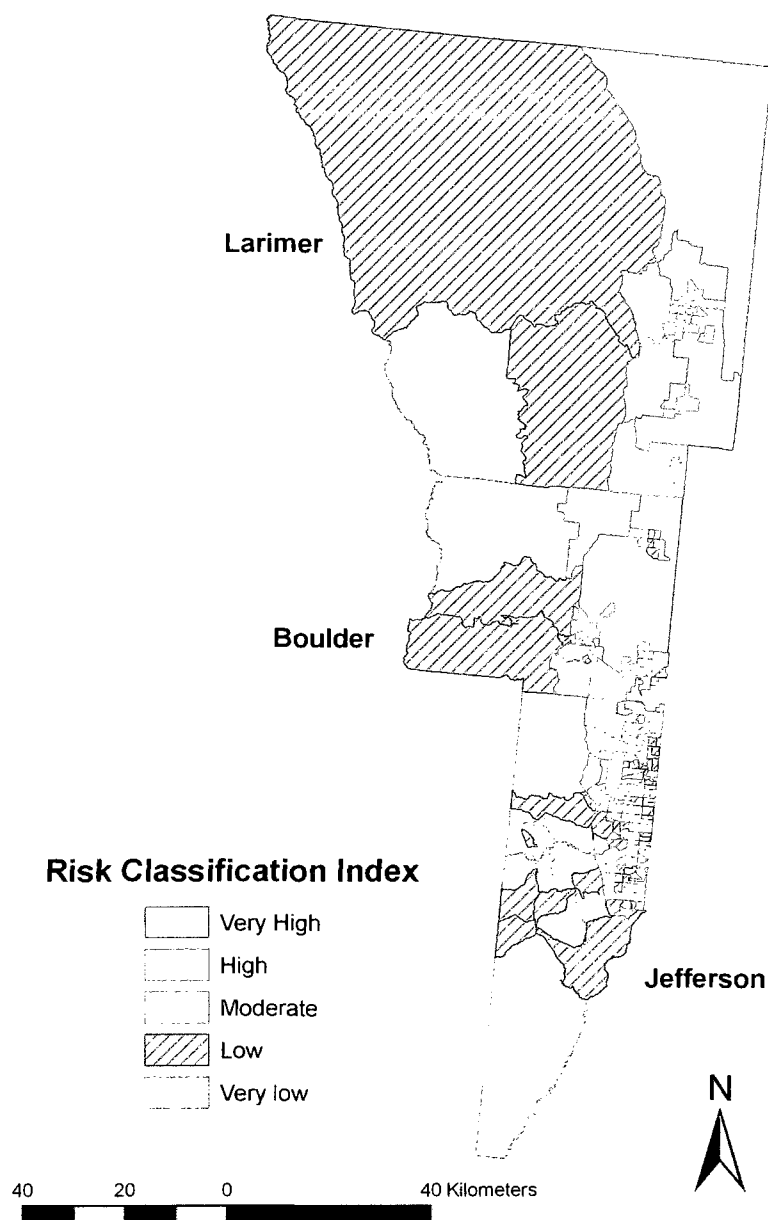 Larimer
Boulder
Risk Classification Index
Very High
High
Moderate
Low
Very low
Jefferson
N
40 20 0 40 Kilometers